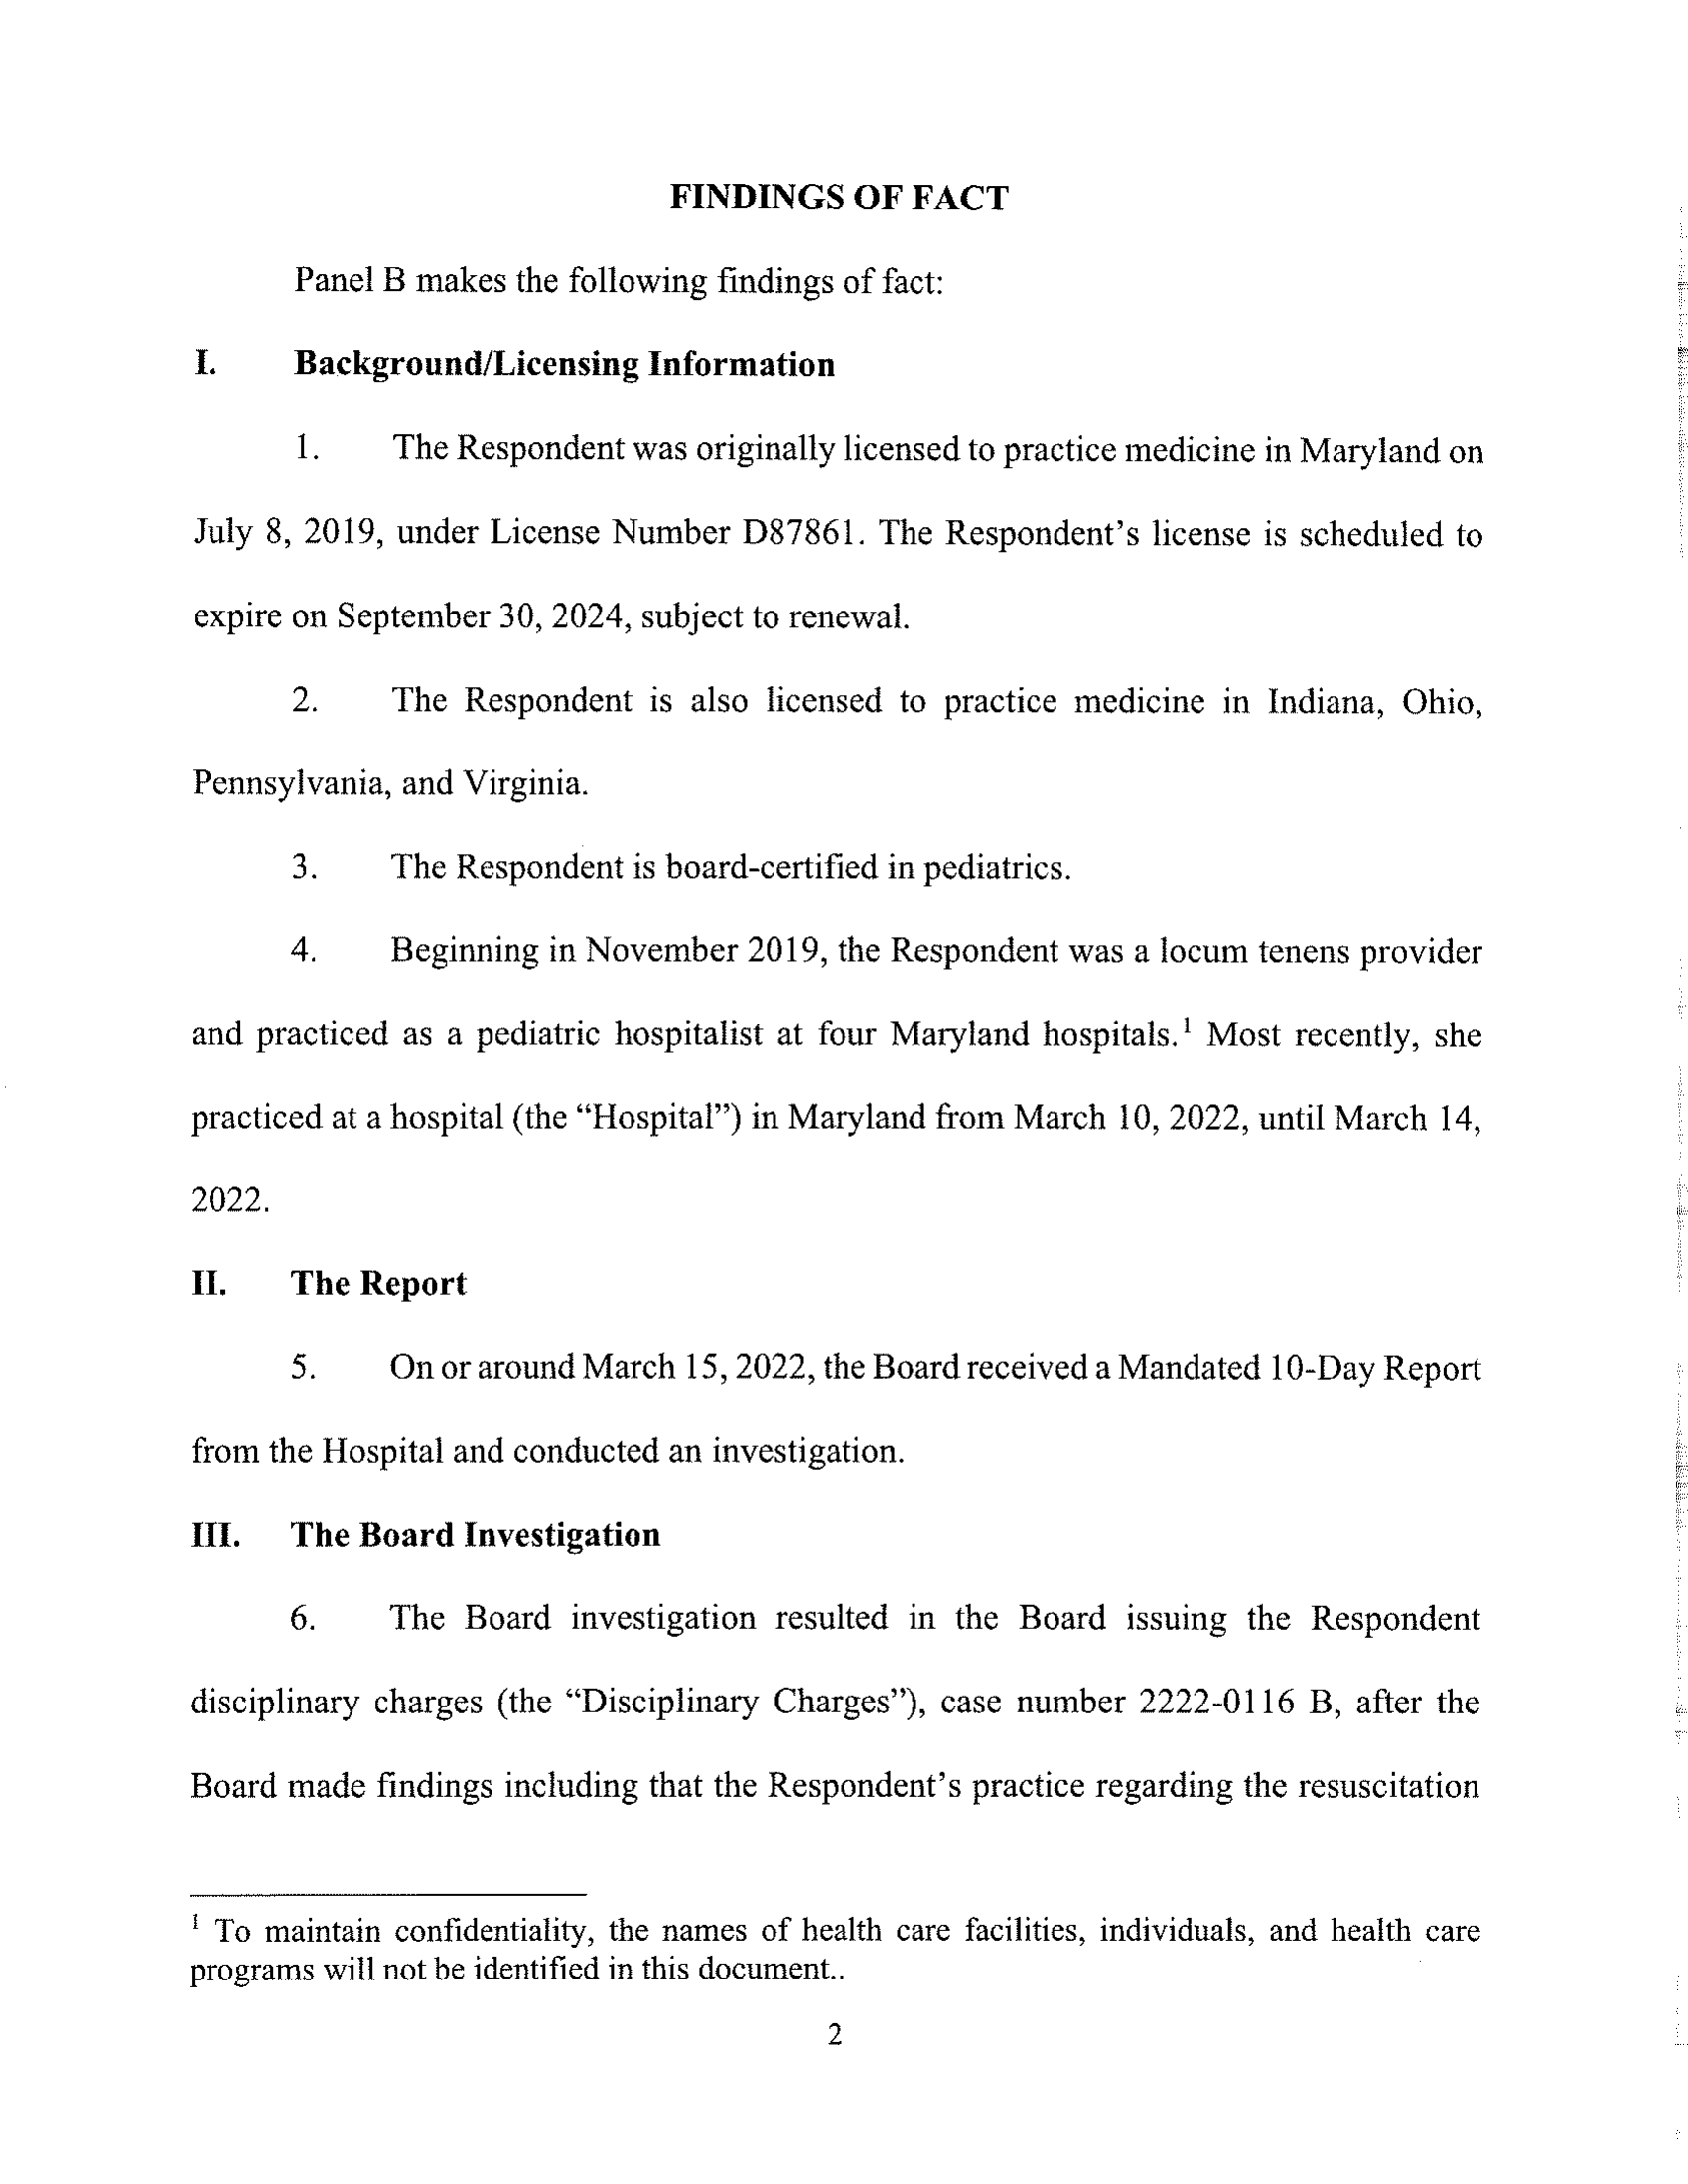 FINDINGS OF FACT
Panel B makes the following findings of fact:
I. Background/Licensing Information
1. The Respondent was originally licensed to practice medicine in Maryland on
July 8, 2019, under License Number D87861. The Respondent's license is scheduled to
expire on September 30, 2024, subject to renewal.
2. The Respondent is also licensed to practice medicine in Indiana, Ohio,
Pennsylvania, and Virginia.
3. The Respondent is board-certified in pediatrics.
4. Beginning in November 2019, the Respondent was a locum tenens provider
and practiced as a pediatric hospitalist at four Maryland hospitals.¹ Most recently, she
practiced at a hospital (the “Hospital”) in Maryland from March 10, 2022, until March 14,
2022.
II. The Report
5. On or around March 15, 2022, the Board received a Mandated 10-Day Report
from the Hospital and conducted an investigation.
III. The Board Investigation
6. The Board investigation resulted in the Board issuing the Respondent
disciplinary charges (the “Disciplinary Charges”), case number 2222-0116 B, after the
Board made findings including that the Respondent's practice regarding the resuscitation
¹ To maintain confidentiality, the names of health care facilities, individuals, and health care
programs will not be identified in this document..
2